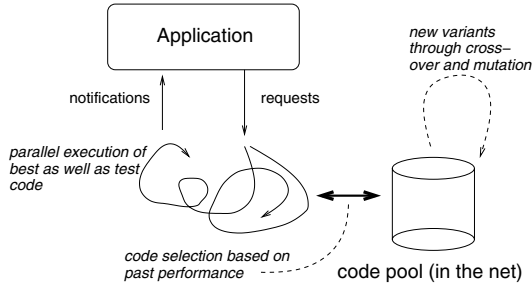 Application
new variants
through cross–
over and mutation
notifications
requests
parallel execution of
best as well as test
code
code selection based on
past performance
code pool (in the net)